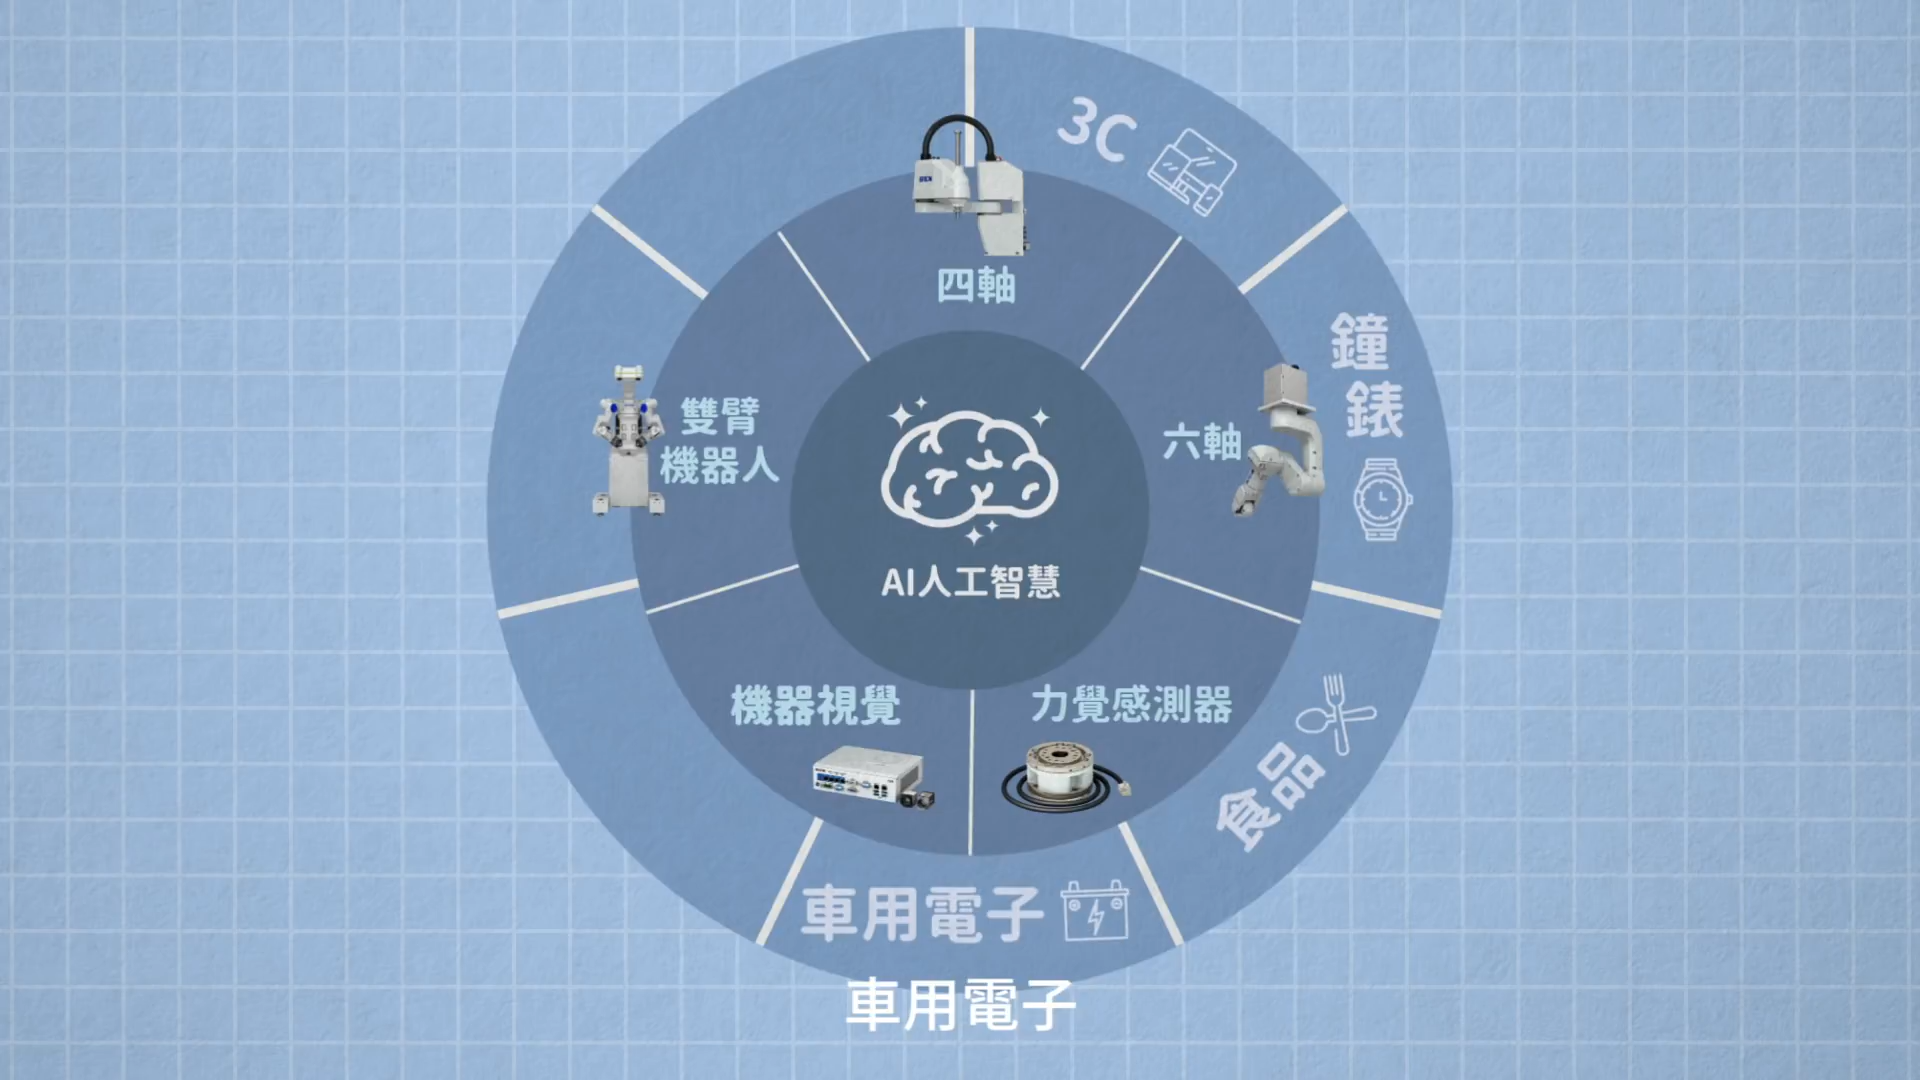 3C
四軸
鐘
錶
雙臂
機器人
六軸
AI人工智慧
機器視覺
力覺感測器
食品
車用電子
車用電子